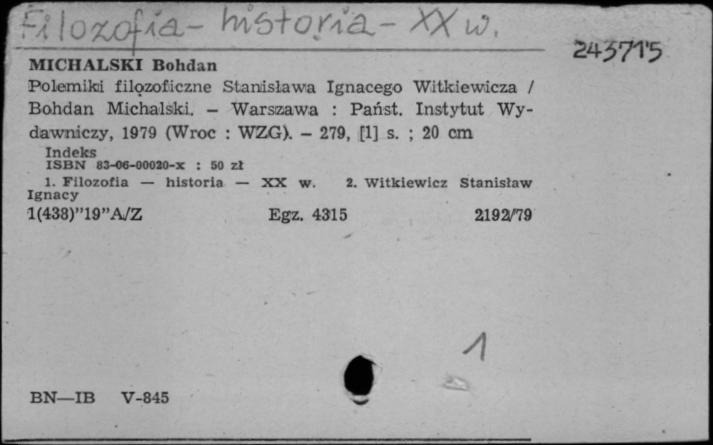 Filozofia - historia - XX w.
243715
MICHALSKI Bohdan
Polemiki filozoficzne Stanisława Ignacego Witkiewicza /
Bohdan Michalski. — Warszawa : Państ. Instytut Wy-
dawniczy, 1979 (Wroc : WZG). — 279, [1] s. ; 20 cm
Indeks
ISBN 83-06-00020-x : 50 zł
1. Filozofia — historia — XX w. 2. Witkiewicz Stanisław
Ignacy
1(438)"19"A/Z Egz. 4315 2192/79
1
BN—IB V-845